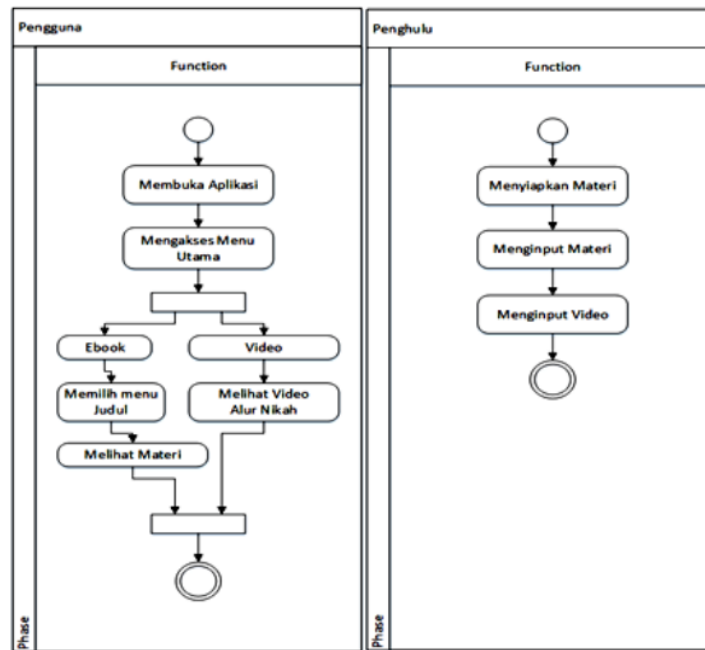 Pengguna
Function
Membuka Aplikasi
Mengakses Menu
Utama
Ebook
Video
Memilih menu
Judul
Melihat Video
Alur Nikah
Melihat Materi
Phase
Penghulu
Function
Menyiapkan Materi
Menginput Materi
Menginput Video
Phase